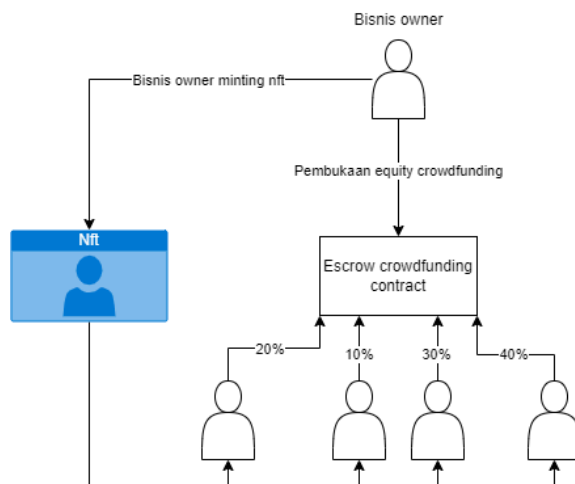 Bisnis owner
Bisnis owner minting nft
Pembukaan equity crowdfunding
Nft
Escrow crowdfunding
contract
20%
10%
30%
40%